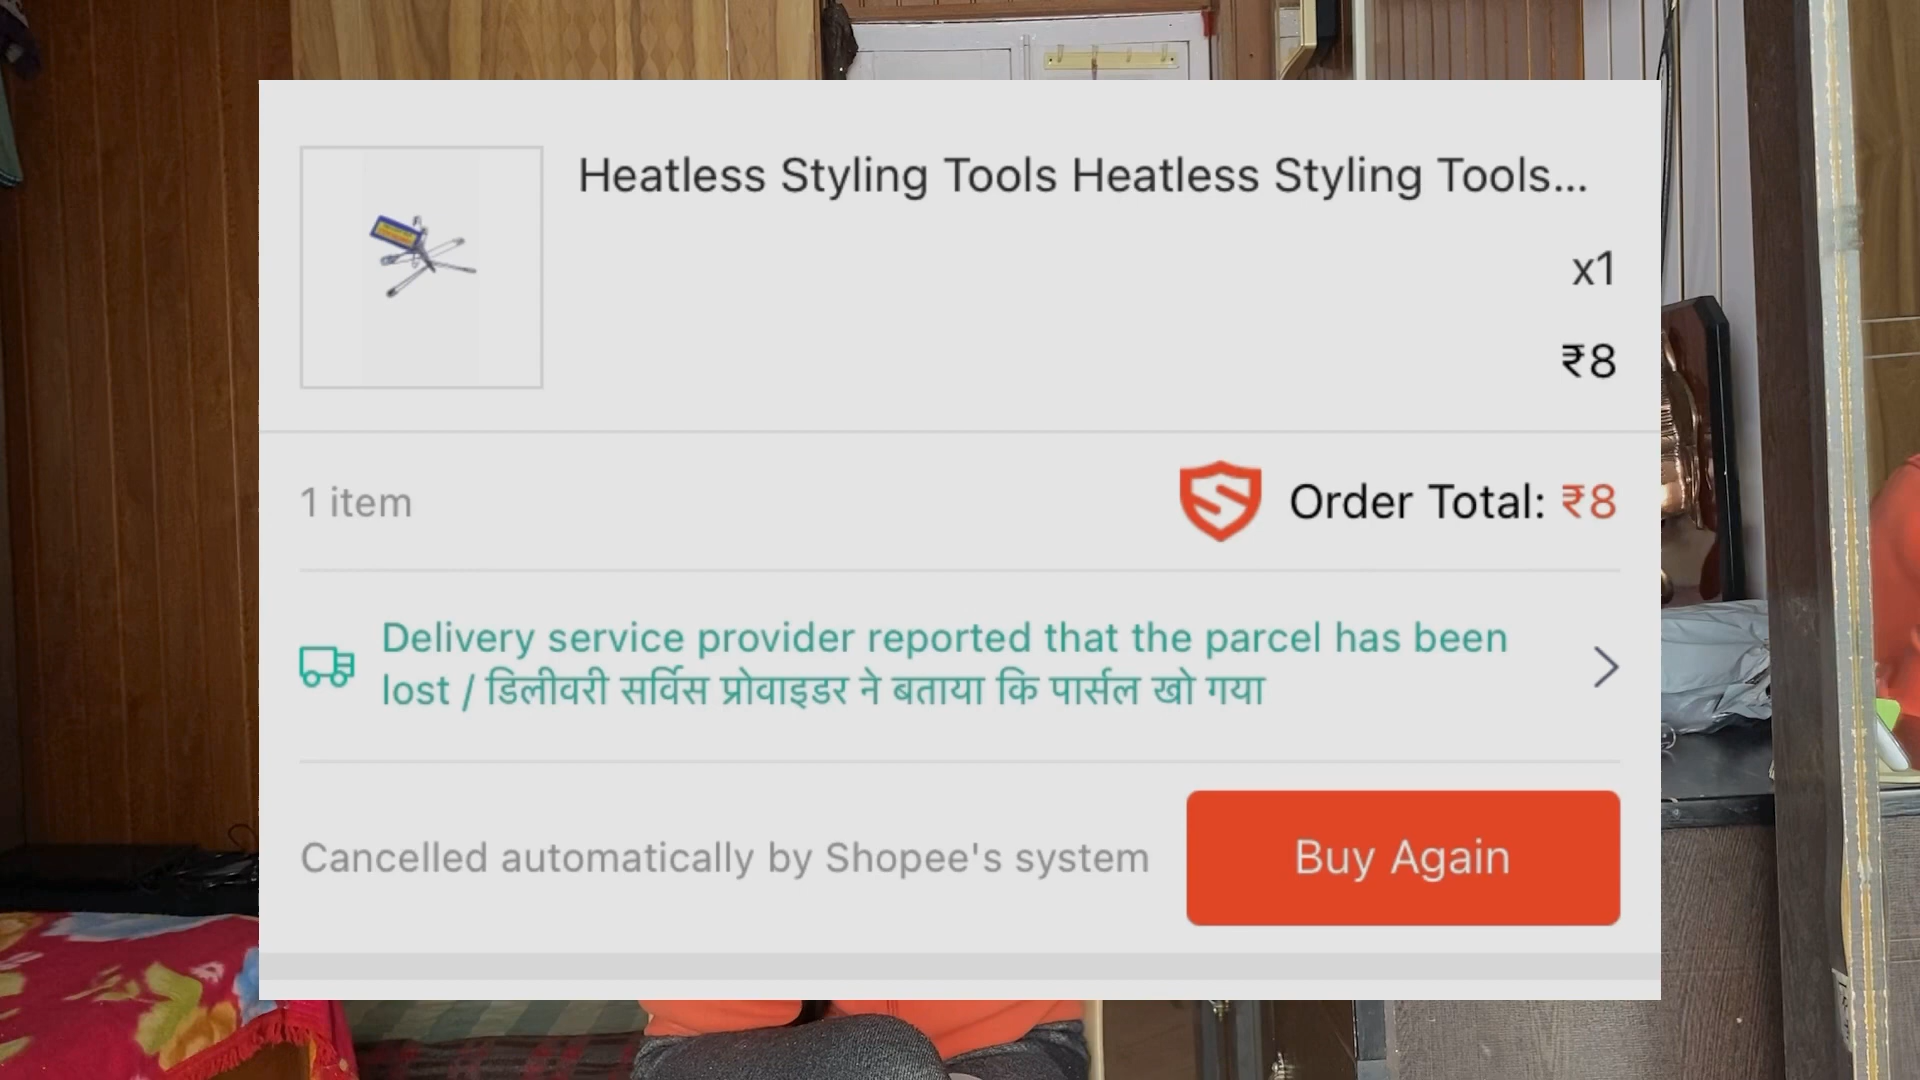 Heatless Styling Tools Heatless Styling Tools...
x1
₹8
1 item
Order Total: ₹8
Delivery service provider reported that the parcel has been
lost / डिलीवरी सर्विस प्रोवाइडर ने बताया कि पार्सल खो गया
Cancelled automatically by Shopee's system
Buy Again